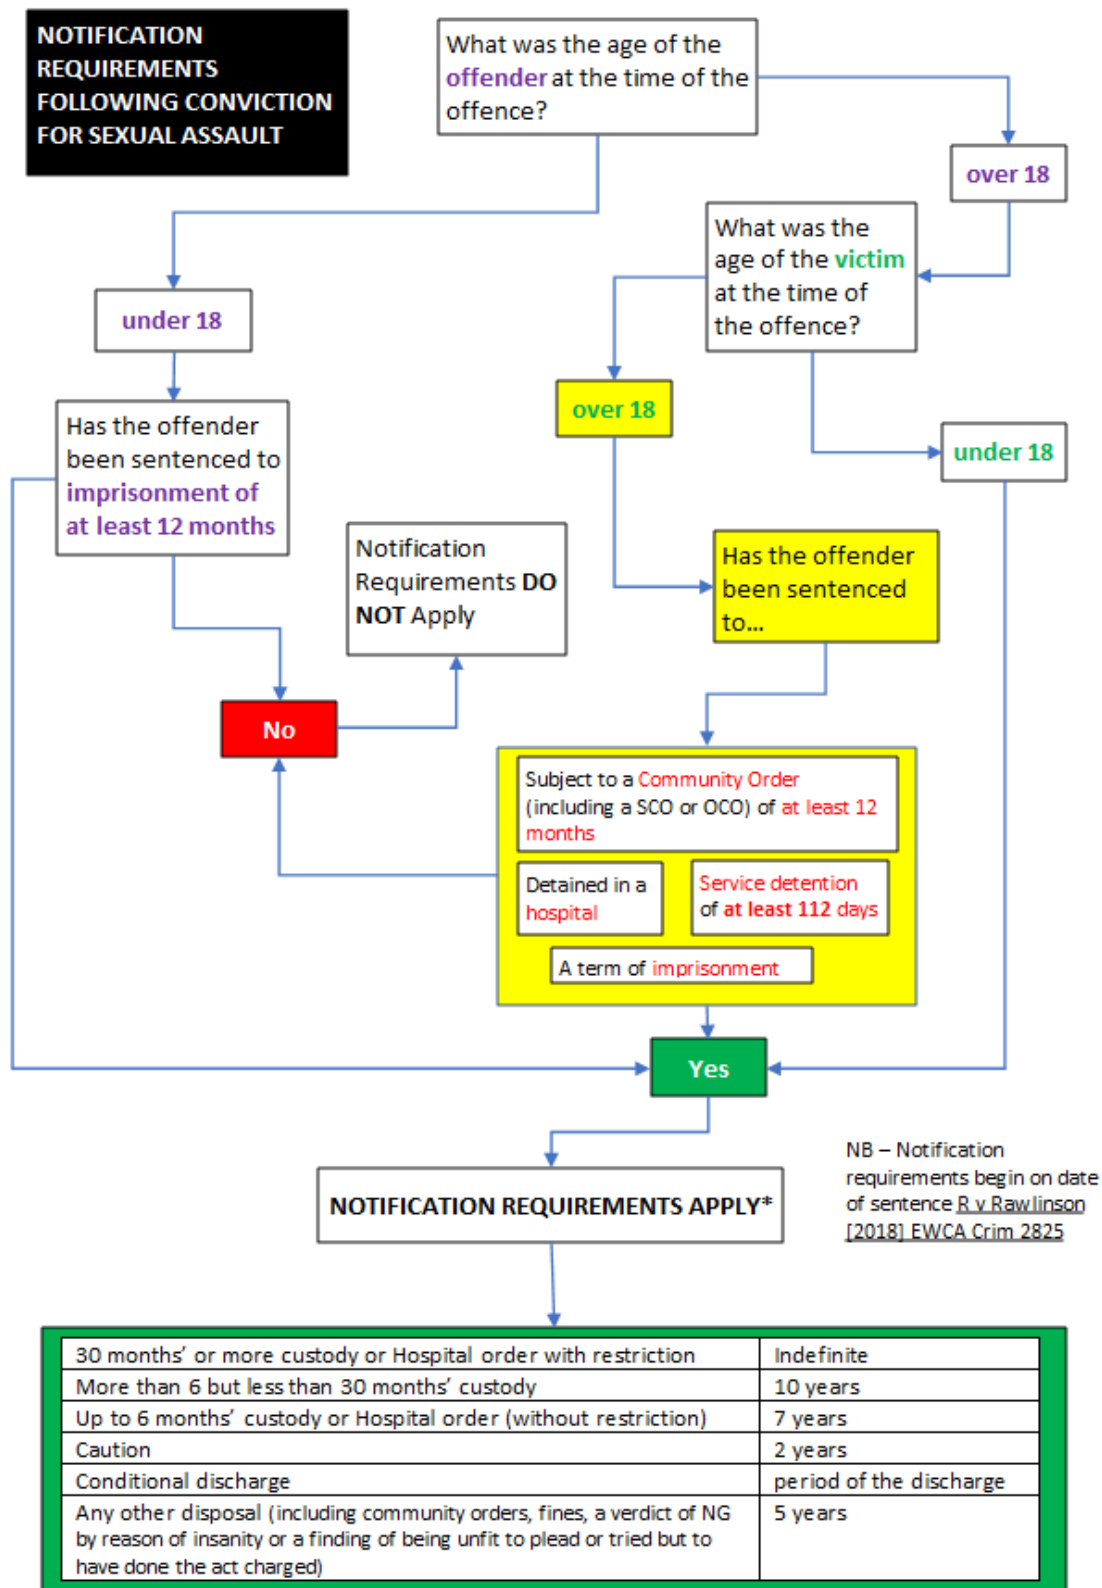 NOTIFICATION
REQUIREMENTS
FOLLOWING CONVICTION
FOR SEXUAL ASSAULT
What was the age of the
offender at the time of the
offence?
over 18
What was the
age of the victim
at the time of
the offence?
under 18
over 18
under 18
Has the offender
been sentenced to
imprisonment of
at least 12 months
Notification
Requirements DO
NOT Apply
Has the offender
been sentenced
to...
No
Subject to a Community Order
(including a SCO or OCO) of at least 12
months
Detained in a
hospital
Service detention
of at least 112 days
A term of imprisonment
Yes
NOTIFICATION REQUIREMENTS APPLY*
NB – Notification
requirements begin on date
of sentence R v Rawlinson
[2018] EWCA Crim 2825
30 months' or more custody or Hospital order with restriction Indefinite
More than 6 but less than 30 months' custody 10 years
Up to 6 months' custody or Hospital order (without restriction) 7 years
Caution 2 years
Conditional discharge period of the discharge
Any other disposal (including community orders, fines, a verdict of NG 5 years
by reason of insanity or a finding of being unfit to plead or tried but to
have done the act charged)